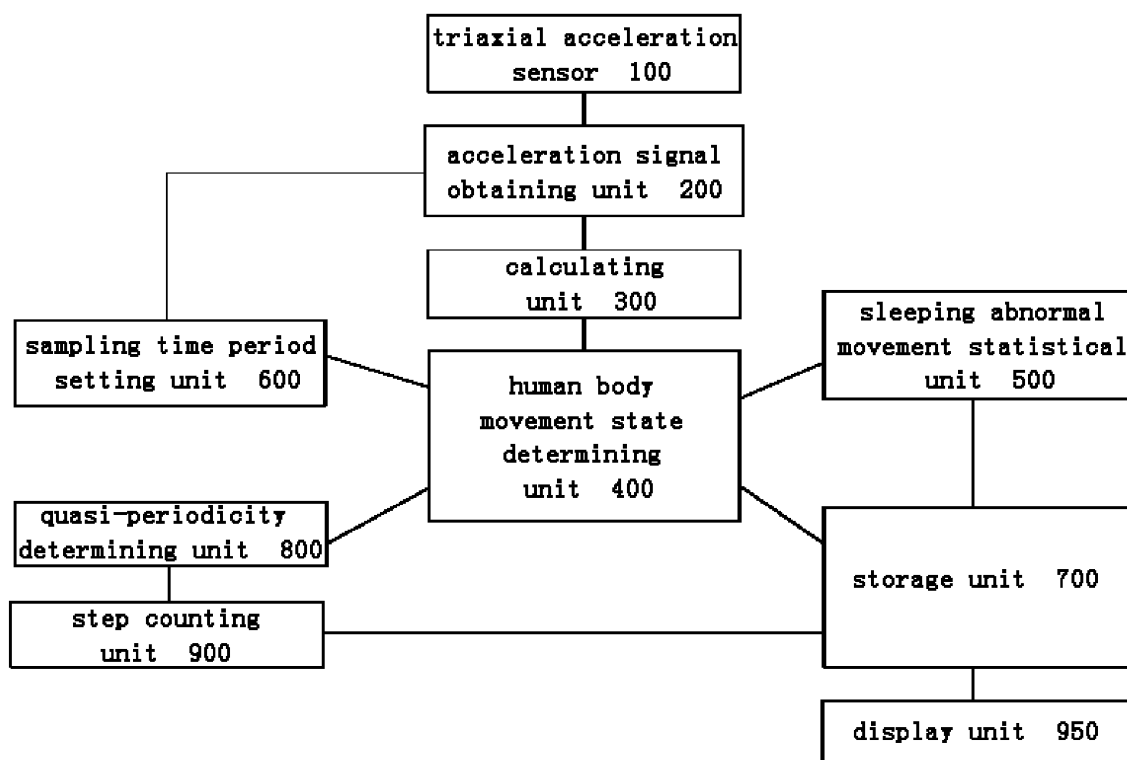 triaxial acceleration
sensor 100
acceleration signal
obtaining unit 200
calculating
unit 300
sleeping abnormal
movement statistical
unit 500
sampling time period
setting unit 600
human body
movement state
determining
unit 400
quasi-periodicity
determining unit 800
storage unit 700
step counting
unit 900
display unit 950